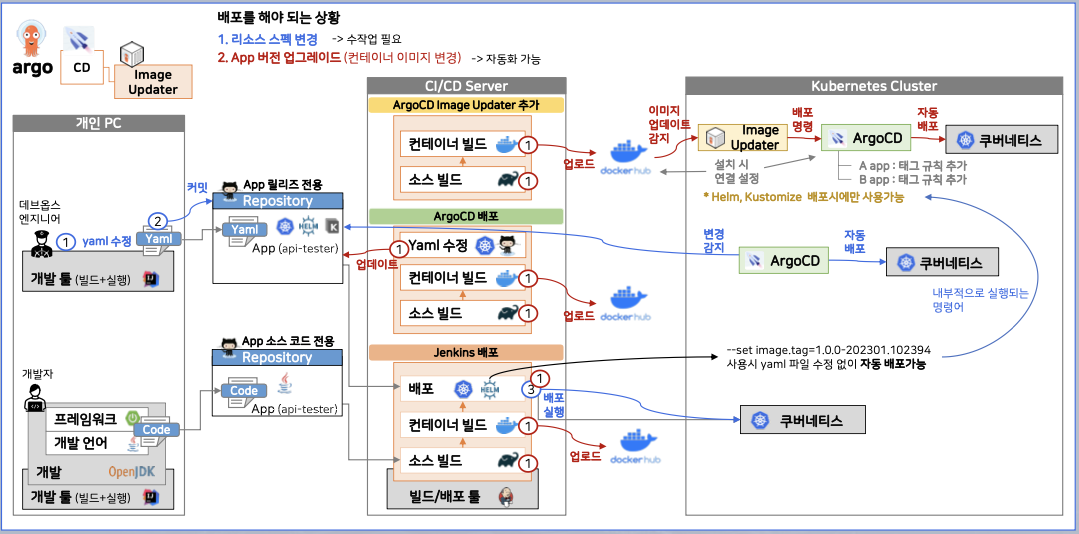 배포를 해야 되는 상황
1. 리소스 스펙 변경 -> 수작업 필요
2. App 버전 업그레이드 (컨테이너 이미지 변경) -> 자동화 가능
argo
CD
Image
Updater
개인 PC
데브옵스
엔지니어
1 yaml 수정
2
커밋
Yaml
개발 툴 (빌드+실행)
개발자
프레임워크
개발 언어
Code
개발
OpenJDK
개발 툴 (빌드+실행)
App 릴리즈 전용
Repository
Yaml
HELM
App (api-tester)
App 소스 코드 전용
Repository
Code
App (api-tester)
CI/CD Server
ArgoCD Image Updater 추가
컨테이너 빌드 1
소스 빌드 1
업로드
dockerhub
ArgoCD 배포
1 Yaml 수정
업데이트
컨테이너 빌드 1
소스 빌드 1
업로드
dockerhub
Jenkins 배포
배포 HELM 3 1
배포
실행
컨테이너 빌드 1
소스 빌드 1
업로드
dockerhub
빌드/배포 툴
Kubernetes Cluster
이미지
업데이트
감지
Image
Updater
배포
명령
ArgoCD
자동
배포
쿠버네티스
설치 시
연결 설정
A app : 태그 규칙 추가
B app : 태그 규칙 추가
* Helm, Kustomize 배포시에만 사용가능
변경
감지
ArgoCD
자동
배포
쿠버네티스
내부적으로 실행되는
명령어
--set image.tag=1.0.0-202301.102394
사용시 yaml 파일 수정 없이 자동 배포가능
쿠버네티스